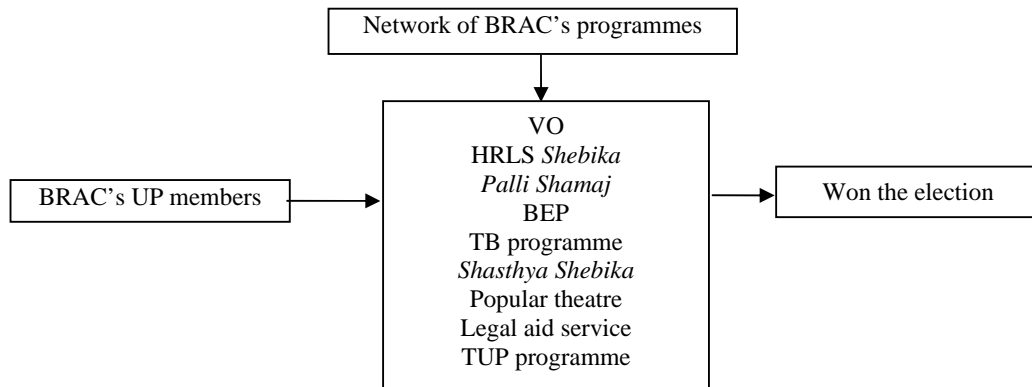 Network of BRAC’s programmes
VO
HRLS Shebika
Palli Shamaj
BEP
TB programme
Shasthya Shebika
Popular theatre
Legal aid service
TUP programme
BRAC’s UP members
Won the election